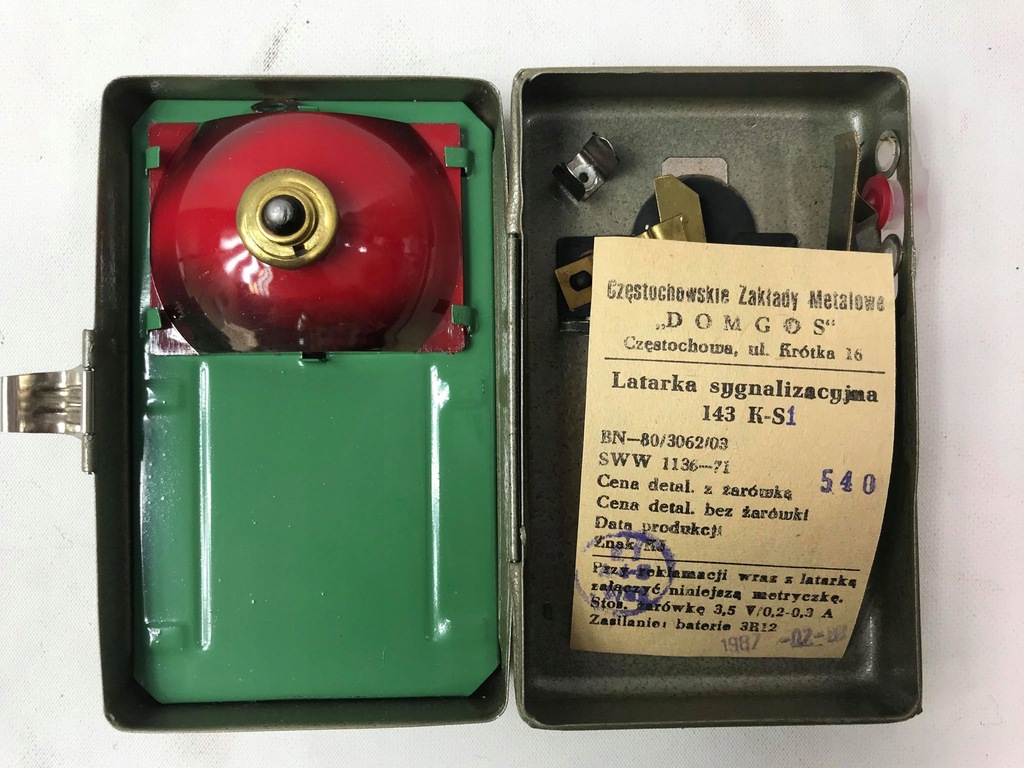 Częstochowskie Zakłady Metalowe
„DOMGOS"
Częstochowa, ul. Krótka 16
Latarka sygnalizacyjna
143 K-S1
BN—80/3062/03
SWW 1136—71
Cena detal. z żarówką 540
Cena detal. bez żarówki
Data produkcji
Znak
Przy reklamacji wraz z latarką
załączyć niniejszą metryczkę.
Stos. żarówkę 3,5 V/0,2-0,3 A
Zasilanie: baterie 3R12
1987 -02-